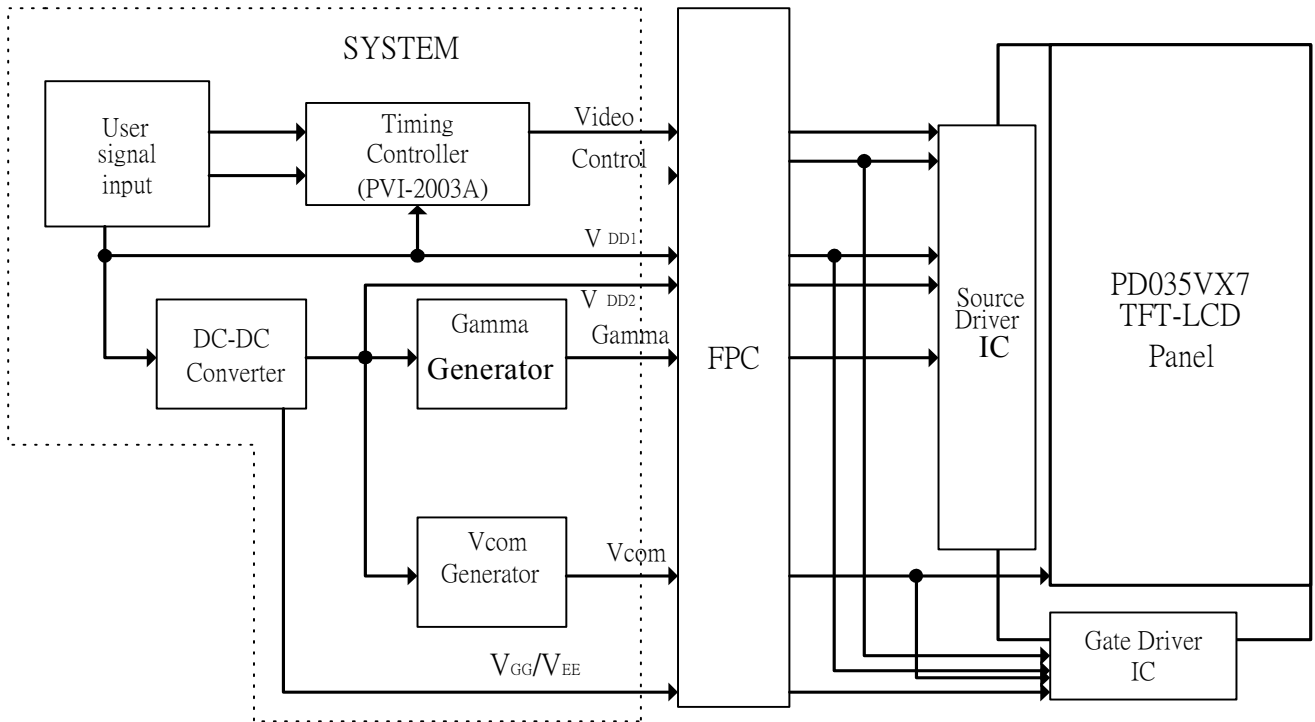 SYSTEM
User
signal
input
Timing
Controller
(PVI-2003A)
Video
Control
V DD1
V DD2
DC-DC
Converter
Gamma
Generator
Gamma
Vcom
Generator
Vcom
VGG/VEE
FPC
Source
Driver
IC
PD035VX7
TFT-LCD
Panel
Gate Driver
IC